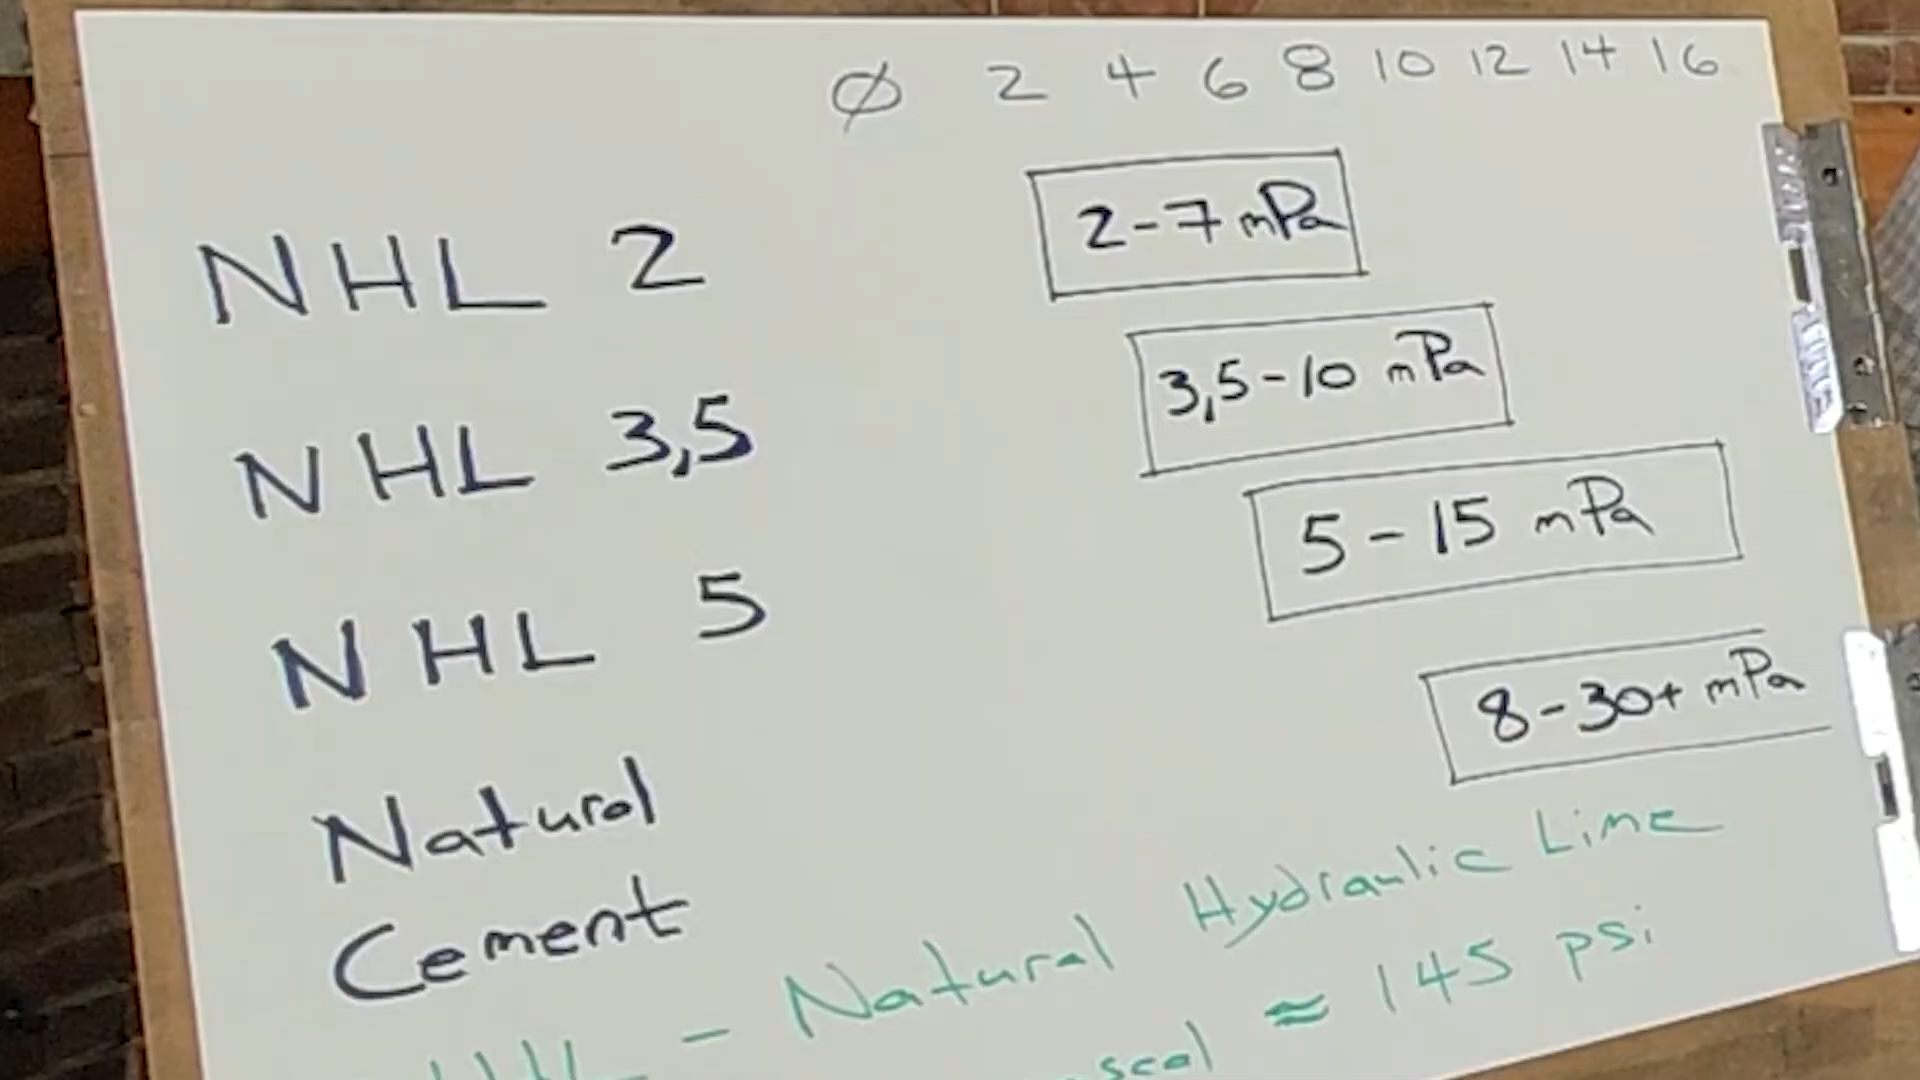 Ø 2 4 6 8 10 12 14 16
NHL 2 2-7 mPa
NHL 3,5 3,5-10 mPa
NHL 5 5-15 mPa
8-30+ mPa
Natural
Cement
NHL - Natural Hydraulic Lime
≈ 145 psi